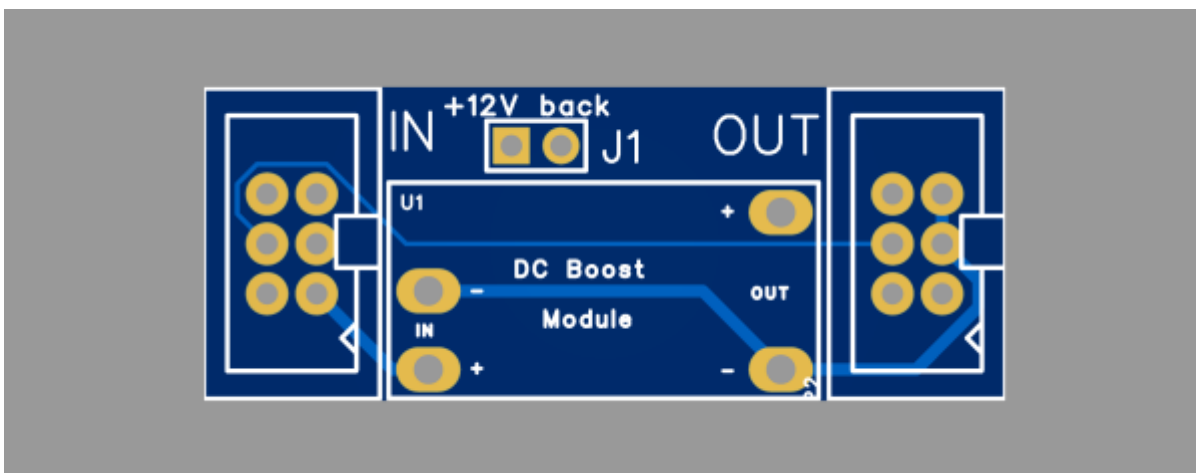 +12V back
IN
J1
OUT
U1
+
DC Boost
-
OUT
Module
IN
+
-